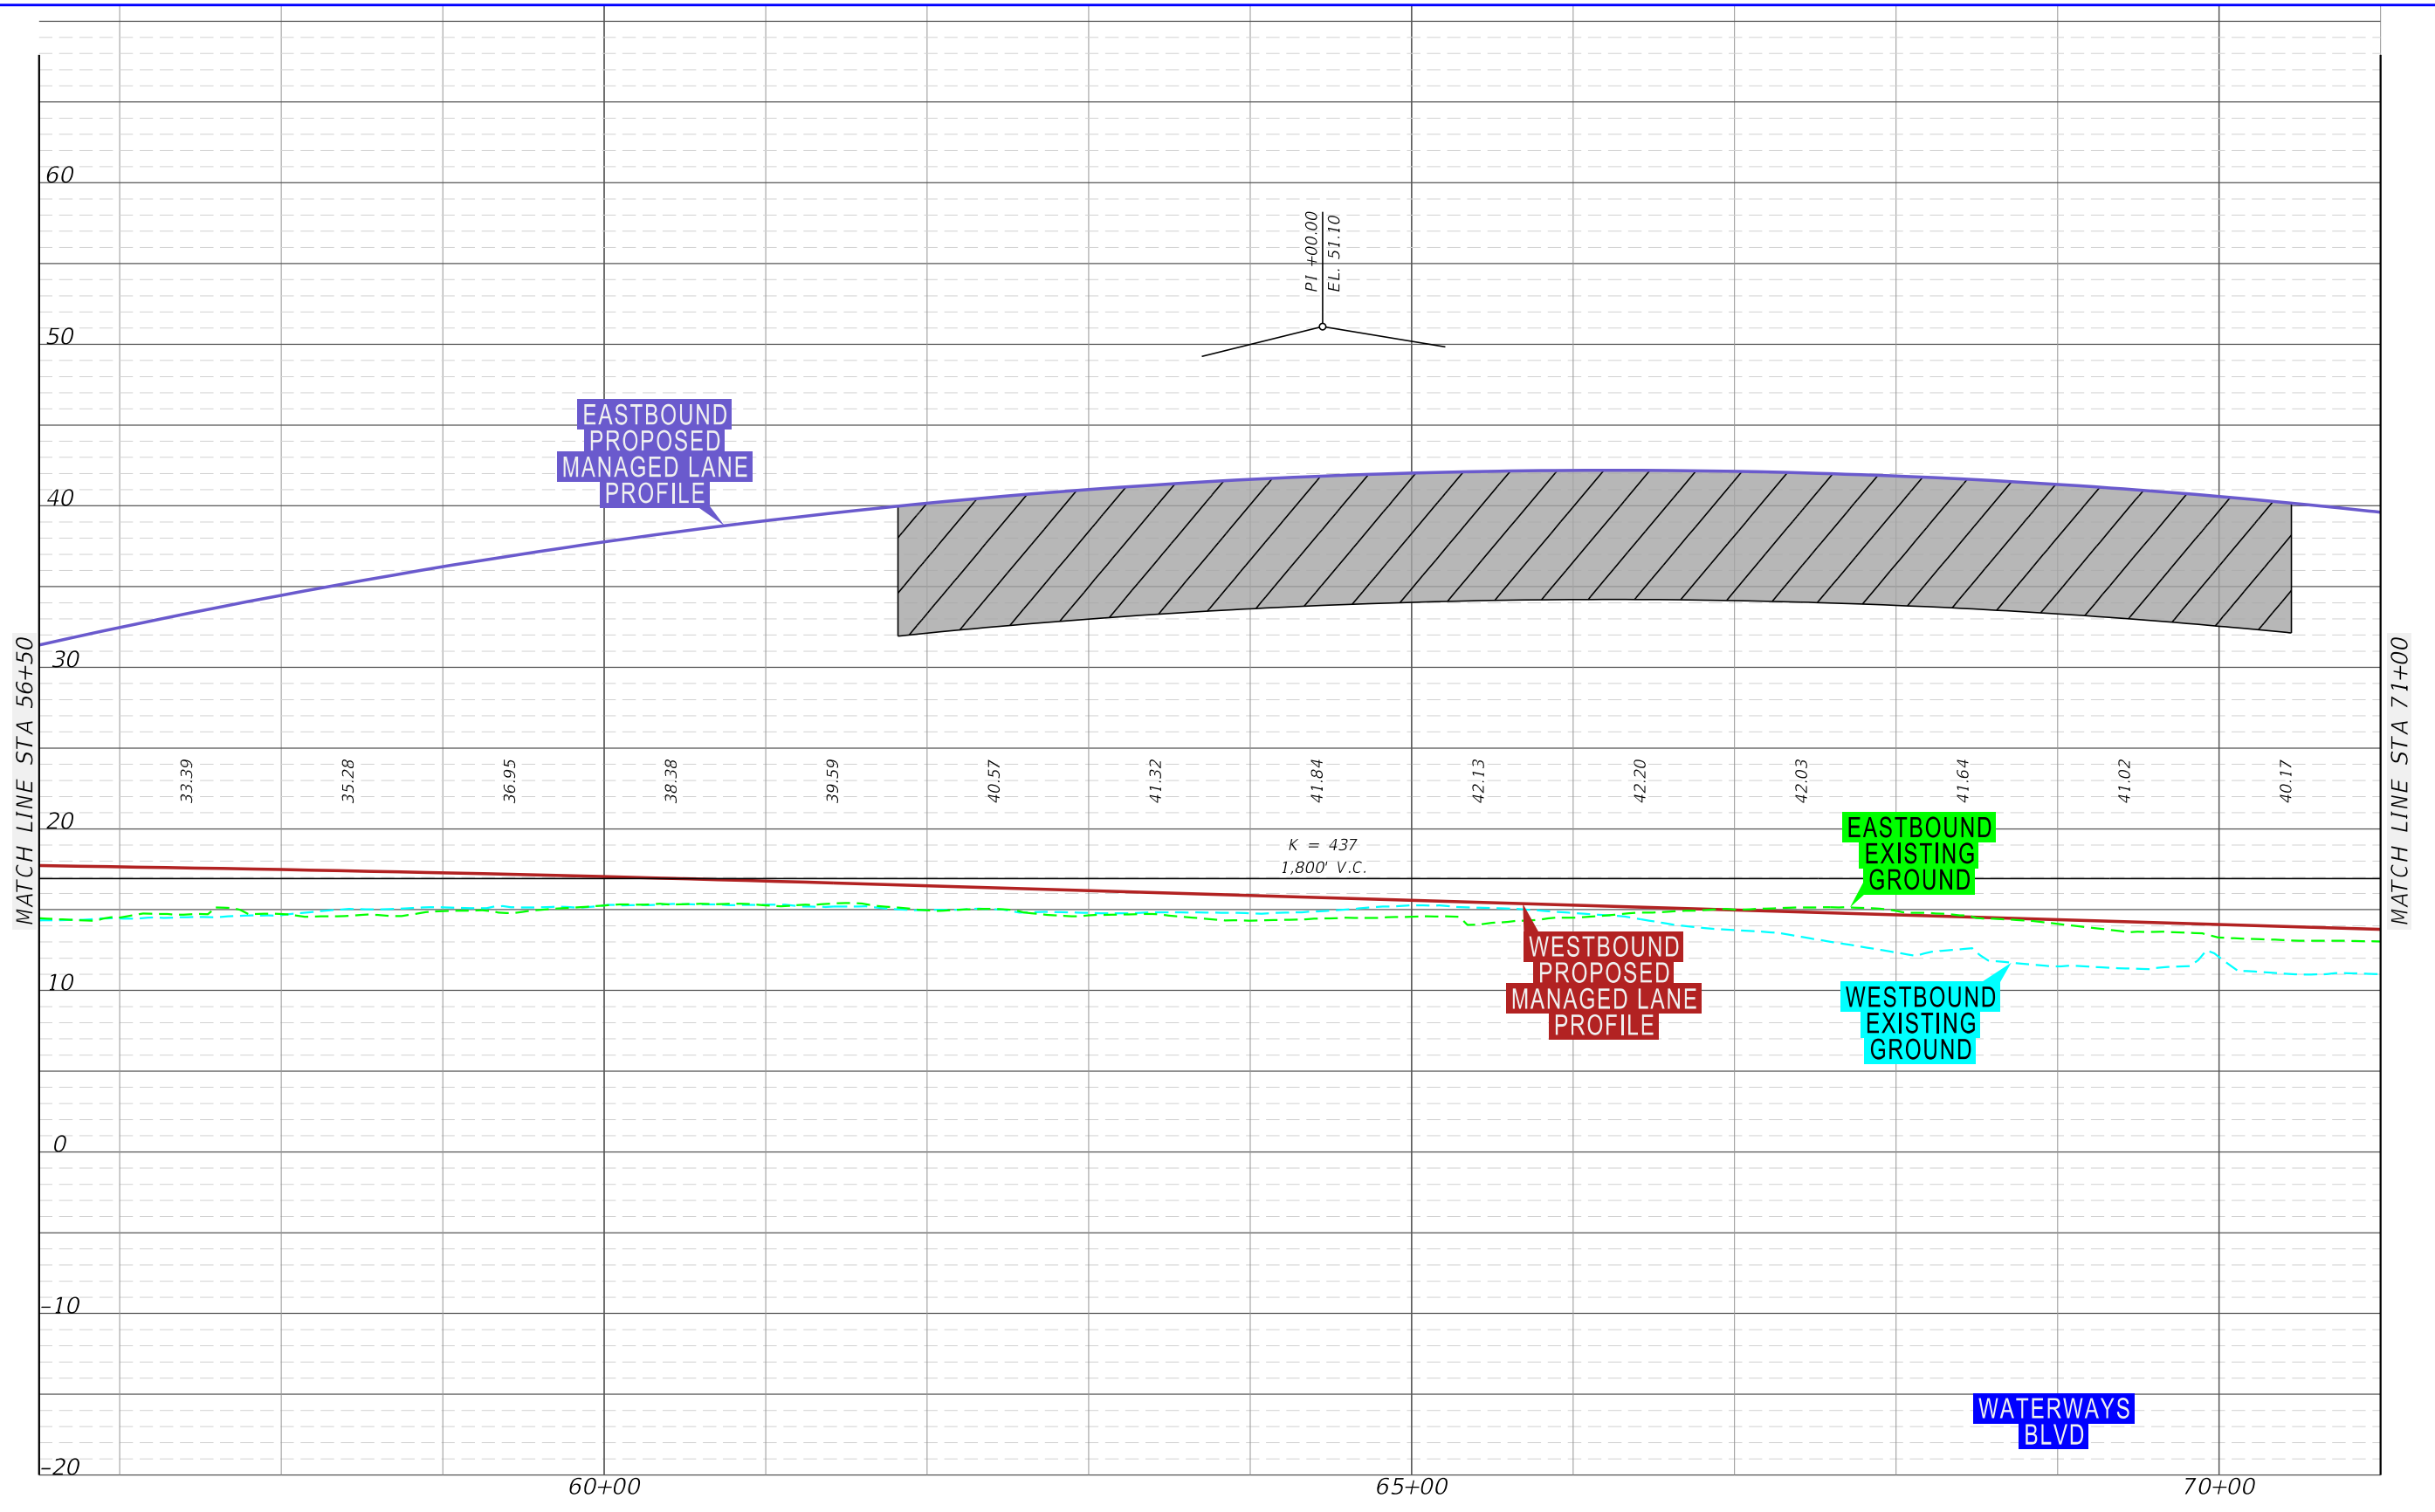 60
PI +00.00
EL. 51.10
50
EASTBOUND
PROPOSED
MANAGED LANE
PROFILE
40
30
MATCH LINE STA 56+50
MATCH LINE STA 71+00
33.39
35.28
36.95
38.38
39.59
40.57
41.32
41.84
42.13
42.20
42.03
41.64
41.02
40.17
20
K = 437
1,800' V.C.
EASTBOUND
EXISTING
GROUND
WESTBOUND
PROPOSED
MANAGED LANE
PROFILE
10
WESTBOUND
EXISTING
GROUND
0
-10
WATERWAYS
BLVD
-20
60+00
65+00
70+00